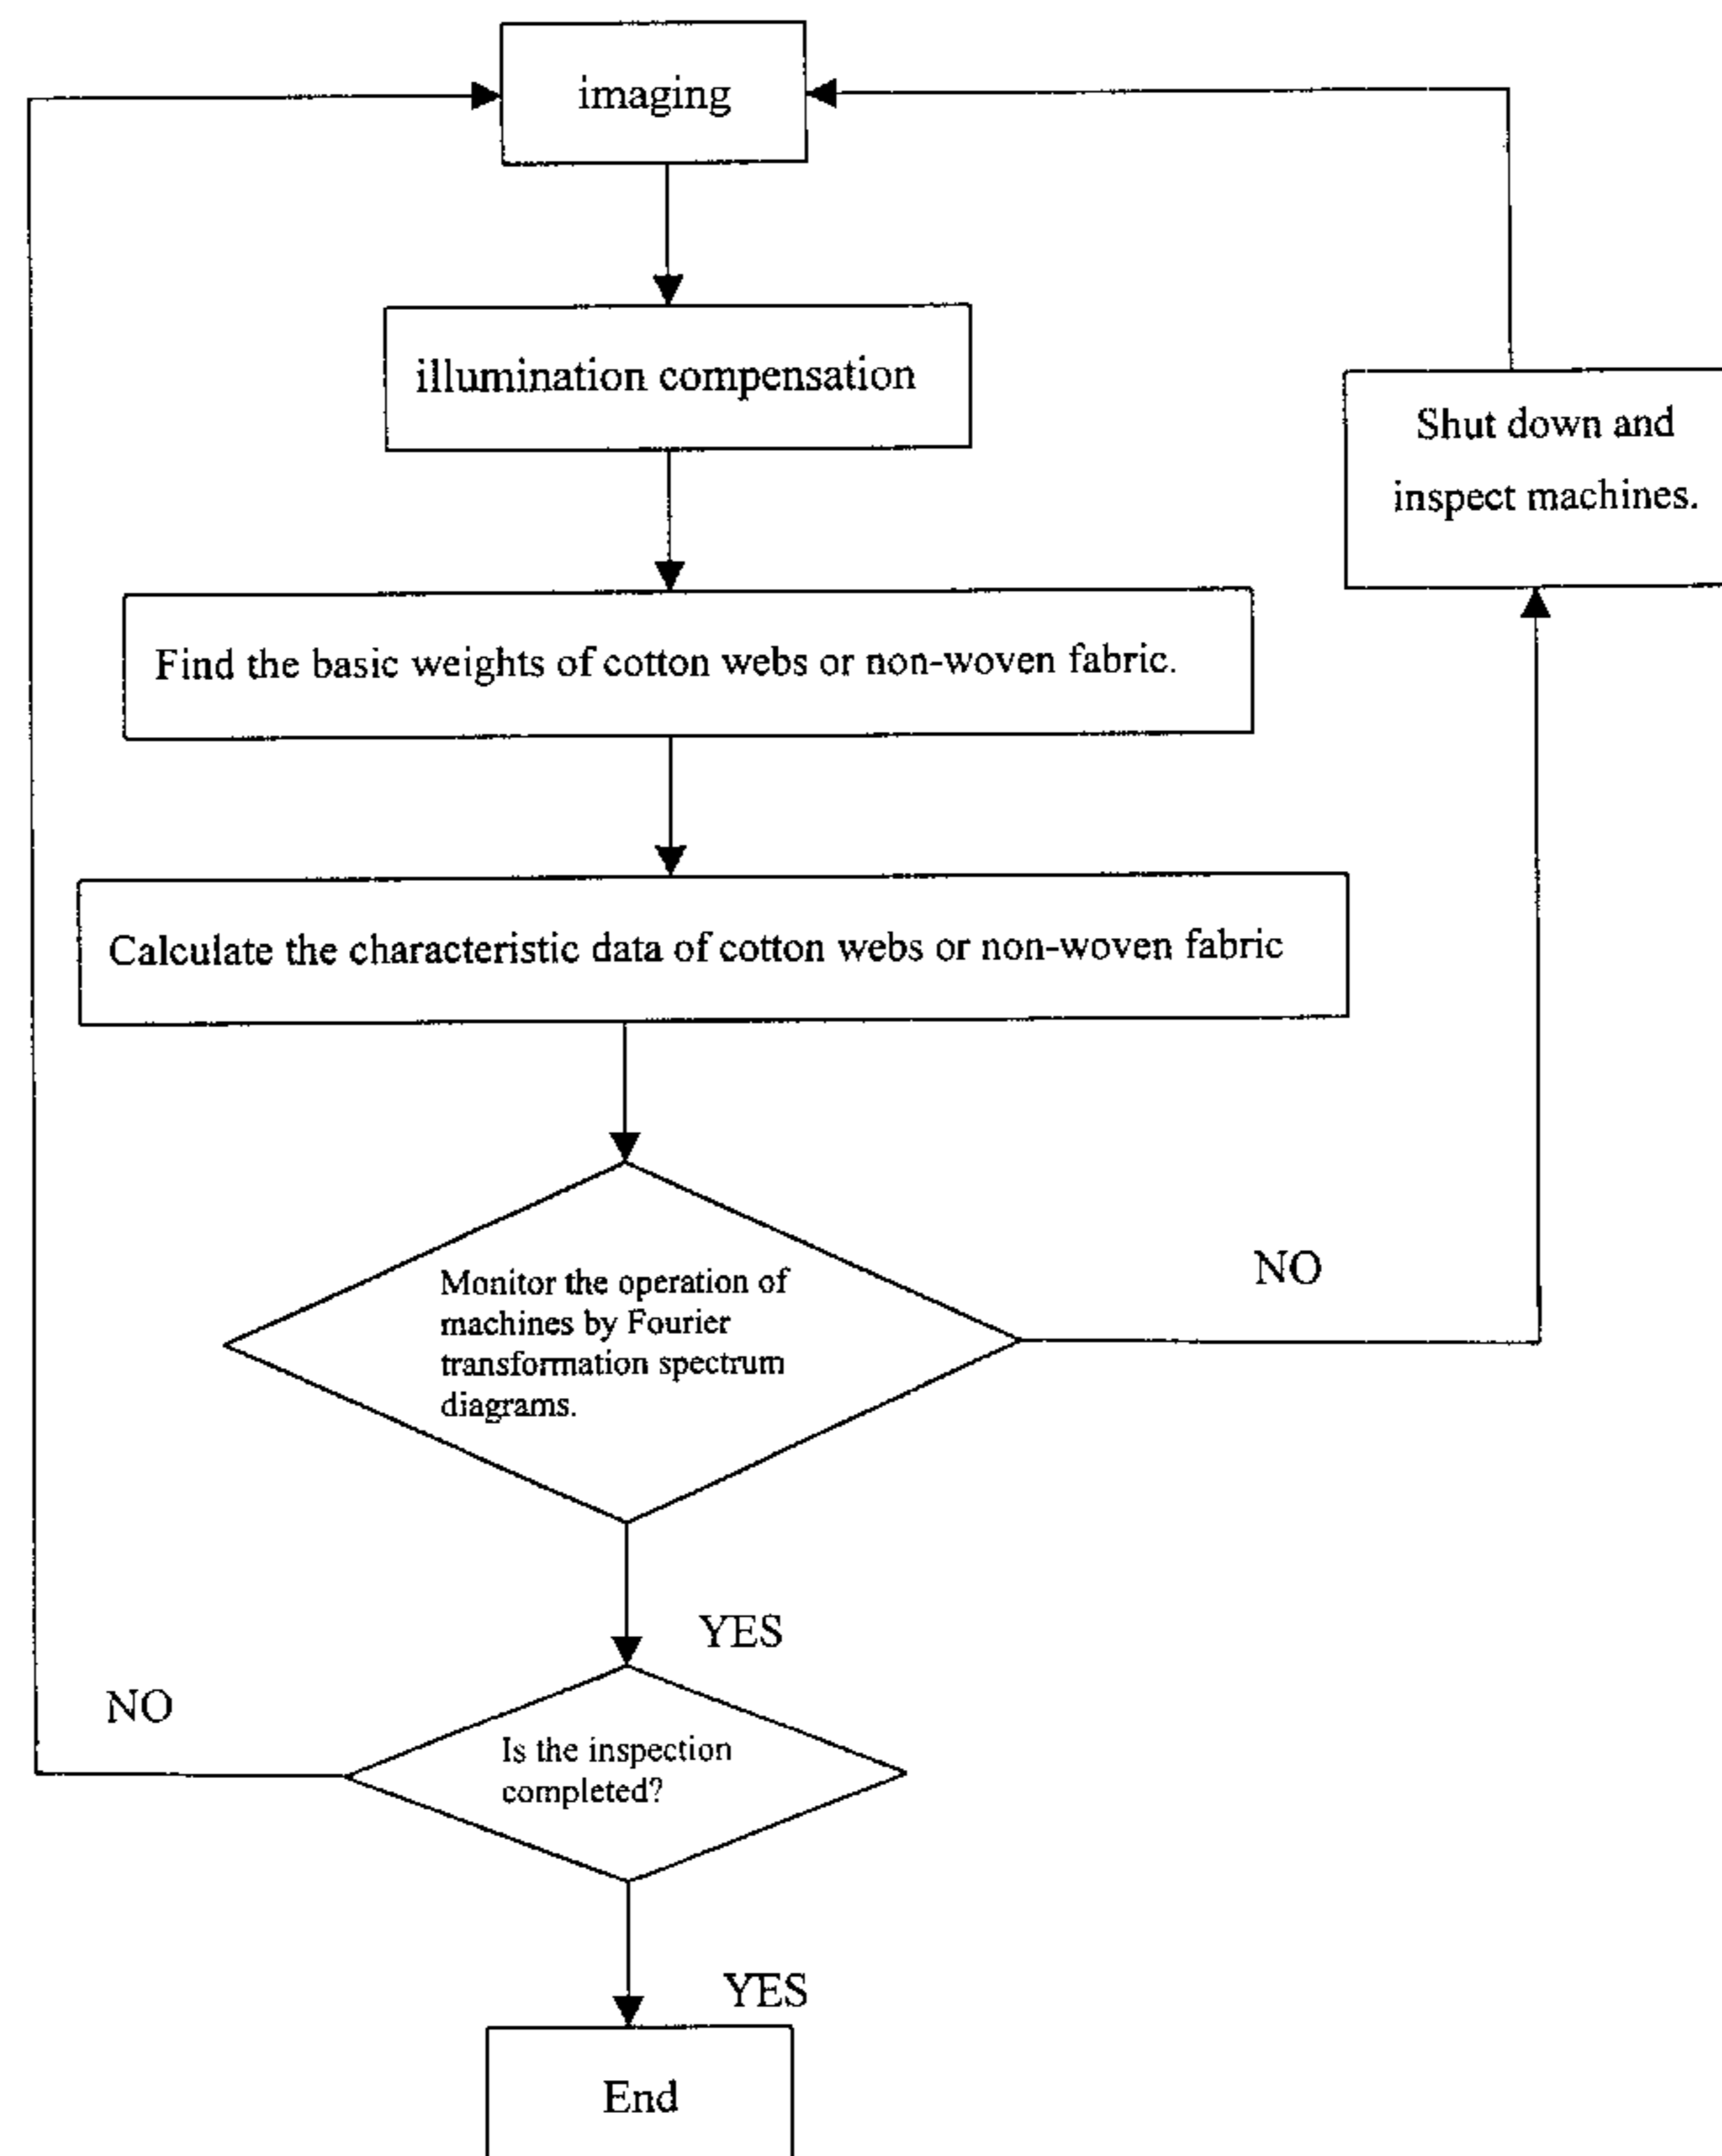 imaging
illumination compensation
Shut down and
inspect machines.
Find the basic weights of cotton webs or non-woven fabric.
Calculate the characteristic data of cotton webs or non-woven fabric
Monitor the operation of
machines by Fourier
transformation spectrum
diagrams.
NO
YES
NO
Is the inspection
completed?
YES
End